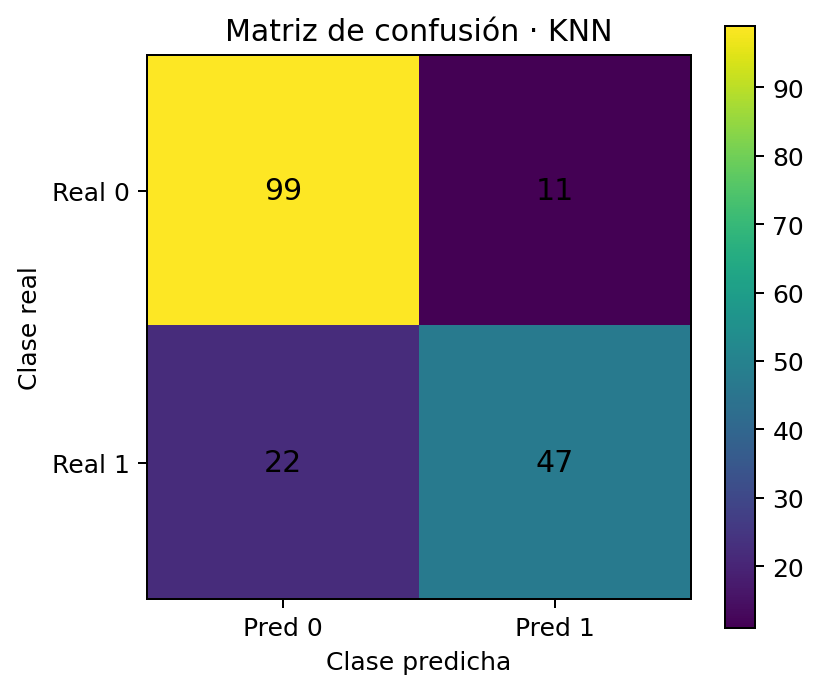 Matriz de confusión · KNN
Clase real
Real 0
Real 1
99
11
22
47
Pred 0
Pred 1
Clase predicha
90
80
70
60
50
40
30
20